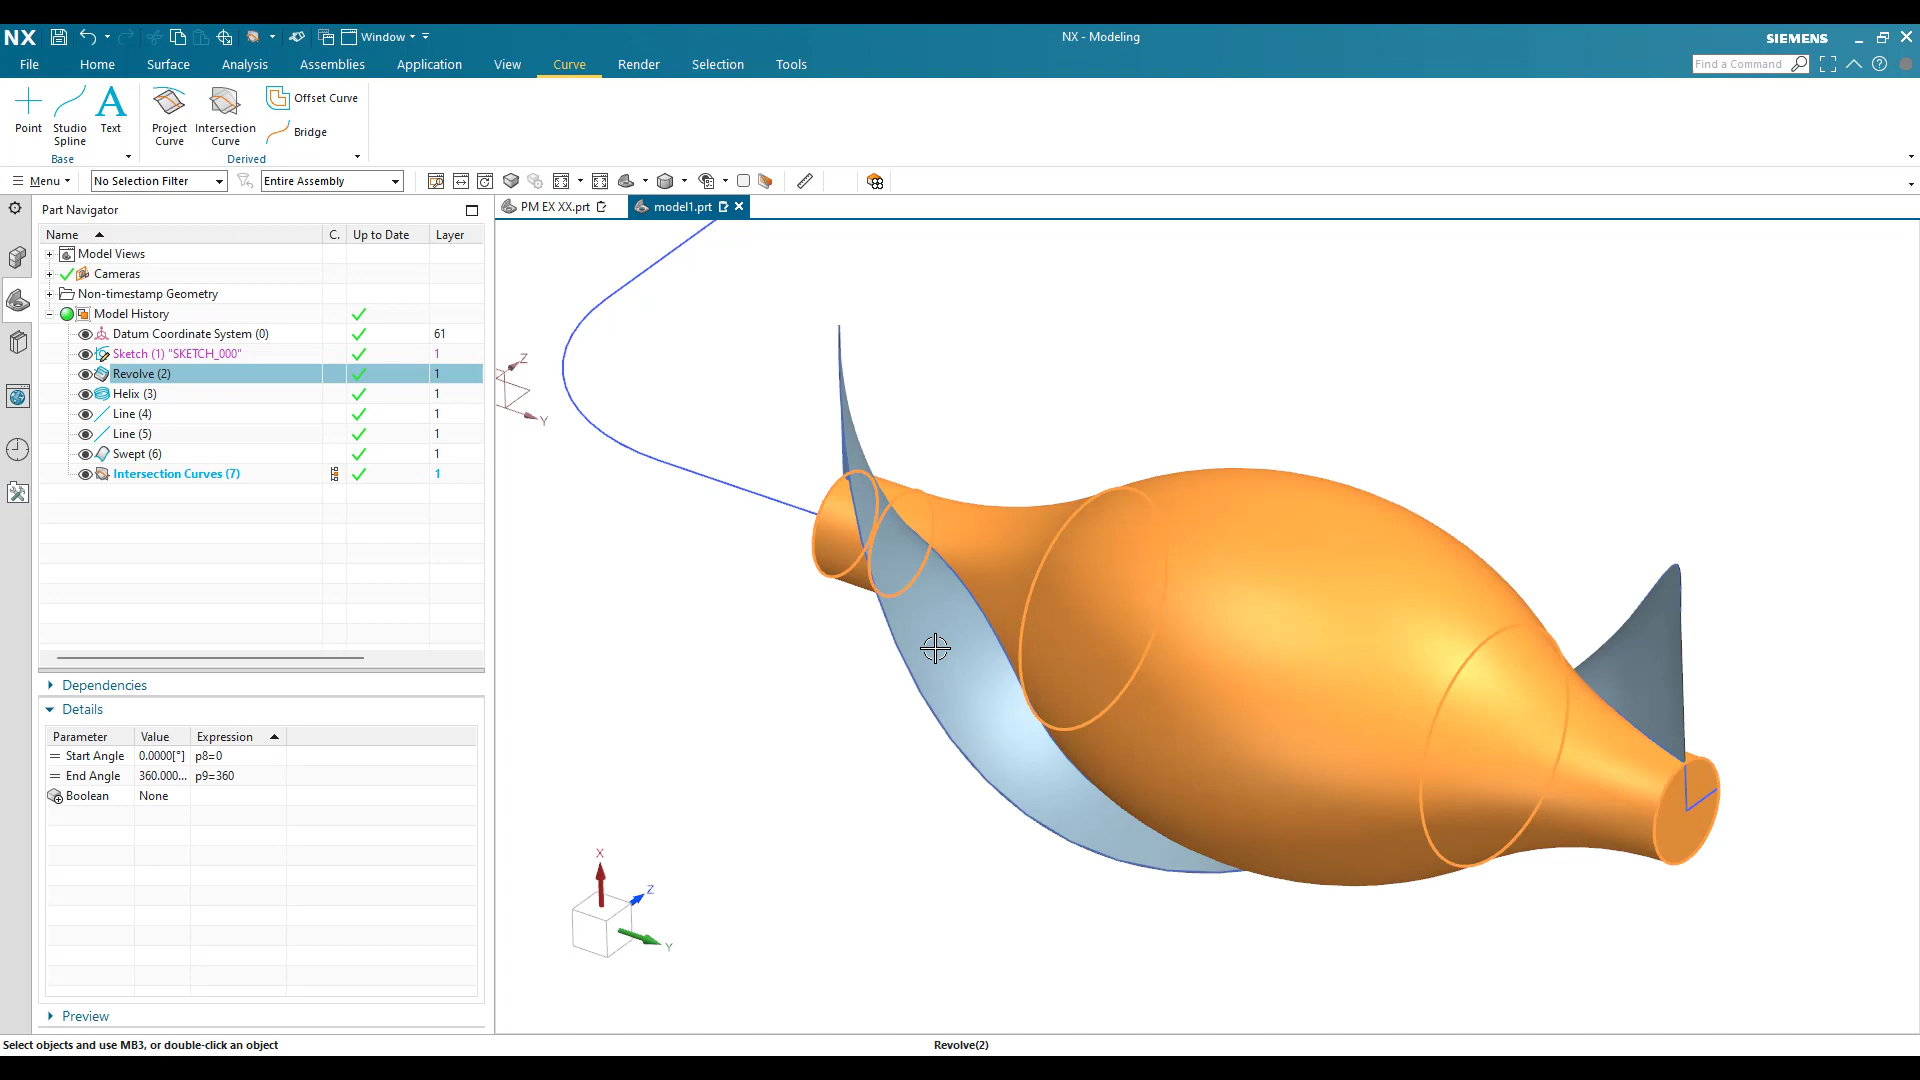 NX
Window
NX - Modeling
SIEMENS
File
Home
Surface
Analysis
Assemblies
Application
View
Curve
Render
Selection
Tools
Find a Command
Point
Studio
Spline
Text
Project
Curve
Intersection
Curve
Offset Curve
Bridge
Base
Derived
Menu
No Selection Filter
Entire Assembly
Part Navigator
PM EX XX.prt
model1.prt
Name
C.
Up to Date
Layer
Model Views
Cameras
Non-timestamp Geometry
Model History
Datum Coordinate System (0) 61
Sketch (1) "SKETCH_000" 1
Revolve (2) 1
Helix (3) 1
Line (4) 1
Line (5) 1
Swept (6) 1
Intersection Curves (7) 1
Z
Y
Dependencies
Details
Parameter Value Expression
Start Angle 0.0000[°] p8=0
End Angle 360.000... p9=360
Boolean None
X
Z
Y
Preview
Select objects and use MB3, or double-click an object
Revolve(2)